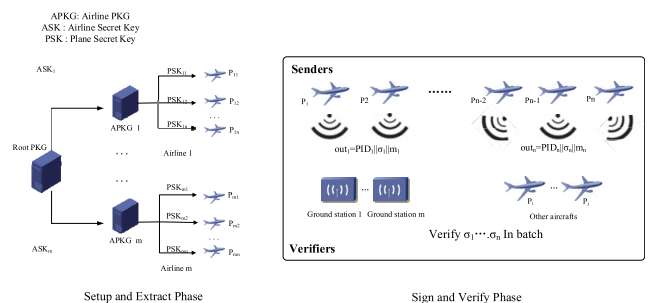 APKG: Airline PKG
ASK : Airline Secret Key
PSK : Plane Secret Key
ASK1
PSK11
P11
PSK12
P12
...
PSK1n
P1n
APKG 1
Airline 1
Root PKG
...
...
PSKm1
Pm1
PSKm2
Pm2
...
PSKmn
Pmn
APKG m
Airline m
ASKm
Setup and Extract Phase
Senders
P1
P2
......
Pn-2
Pn-1
Pn
out1=PID1||σ1||m1
outn=PIDn||σn||mn
Ground station 1
...
Ground station m
Pi
...
Pj
Other aircrafts
Verify σ1···.σn In batch
Verifiers
Sign and Verify Phase